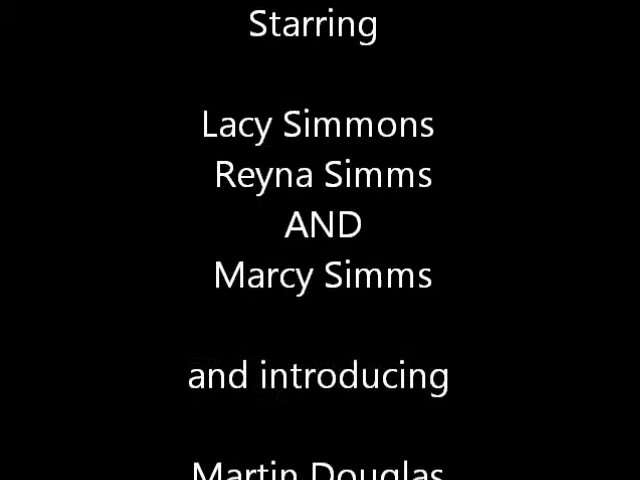 Starring
Lacy Simmons
Reyna Simms
AND
Marcy Simms
and introducing
Martin Douglas